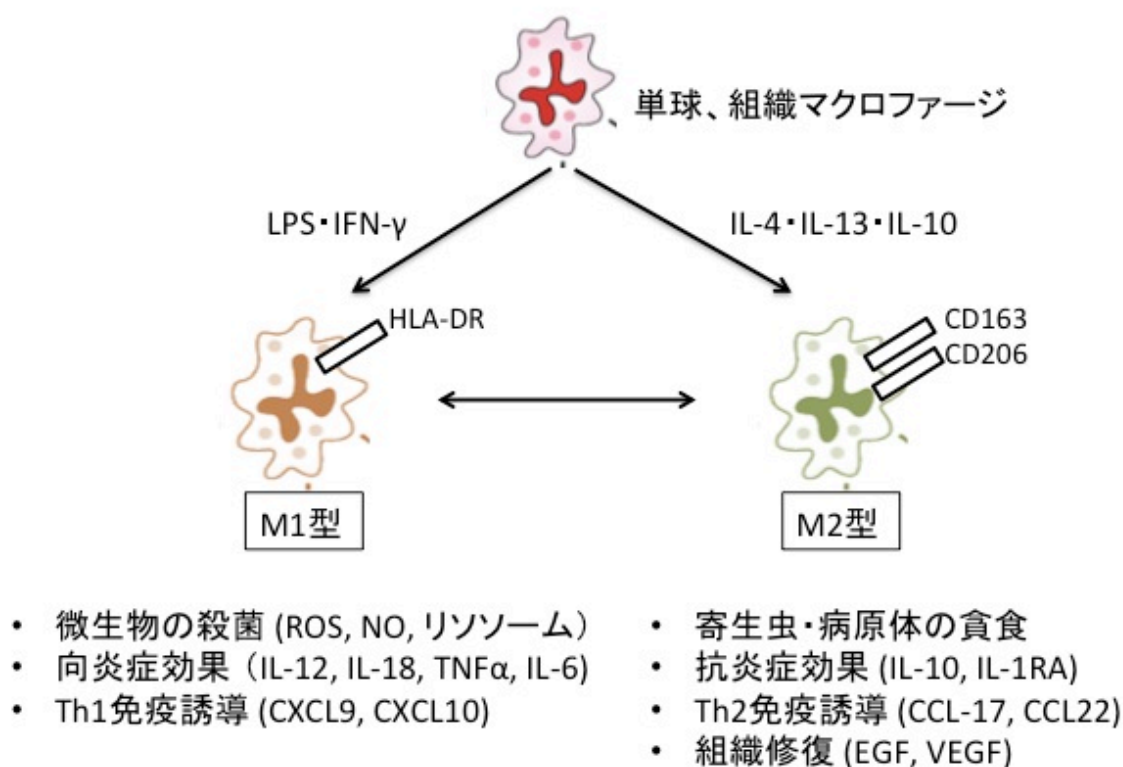 単球、組織マクロファージ
LPS・IFN-γ
IL-4・IL-13・IL-10
HLA-DR
CD163
CD206
M1型
M2型
• 微生物の殺菌 (ROS, NO, リソソーム）
• 向炎症効果（IL-12, IL-18, TNFα, IL-6)
• Th1免疫誘導 (CXCL9, CXCL10)
• 寄生虫・病原体の貪食
• 抗炎症効果 (IL-10, IL-1RA)
• Th2免疫誘導 (CCL-17, CCL22)
• 組織修復 (EGF, VEGF)